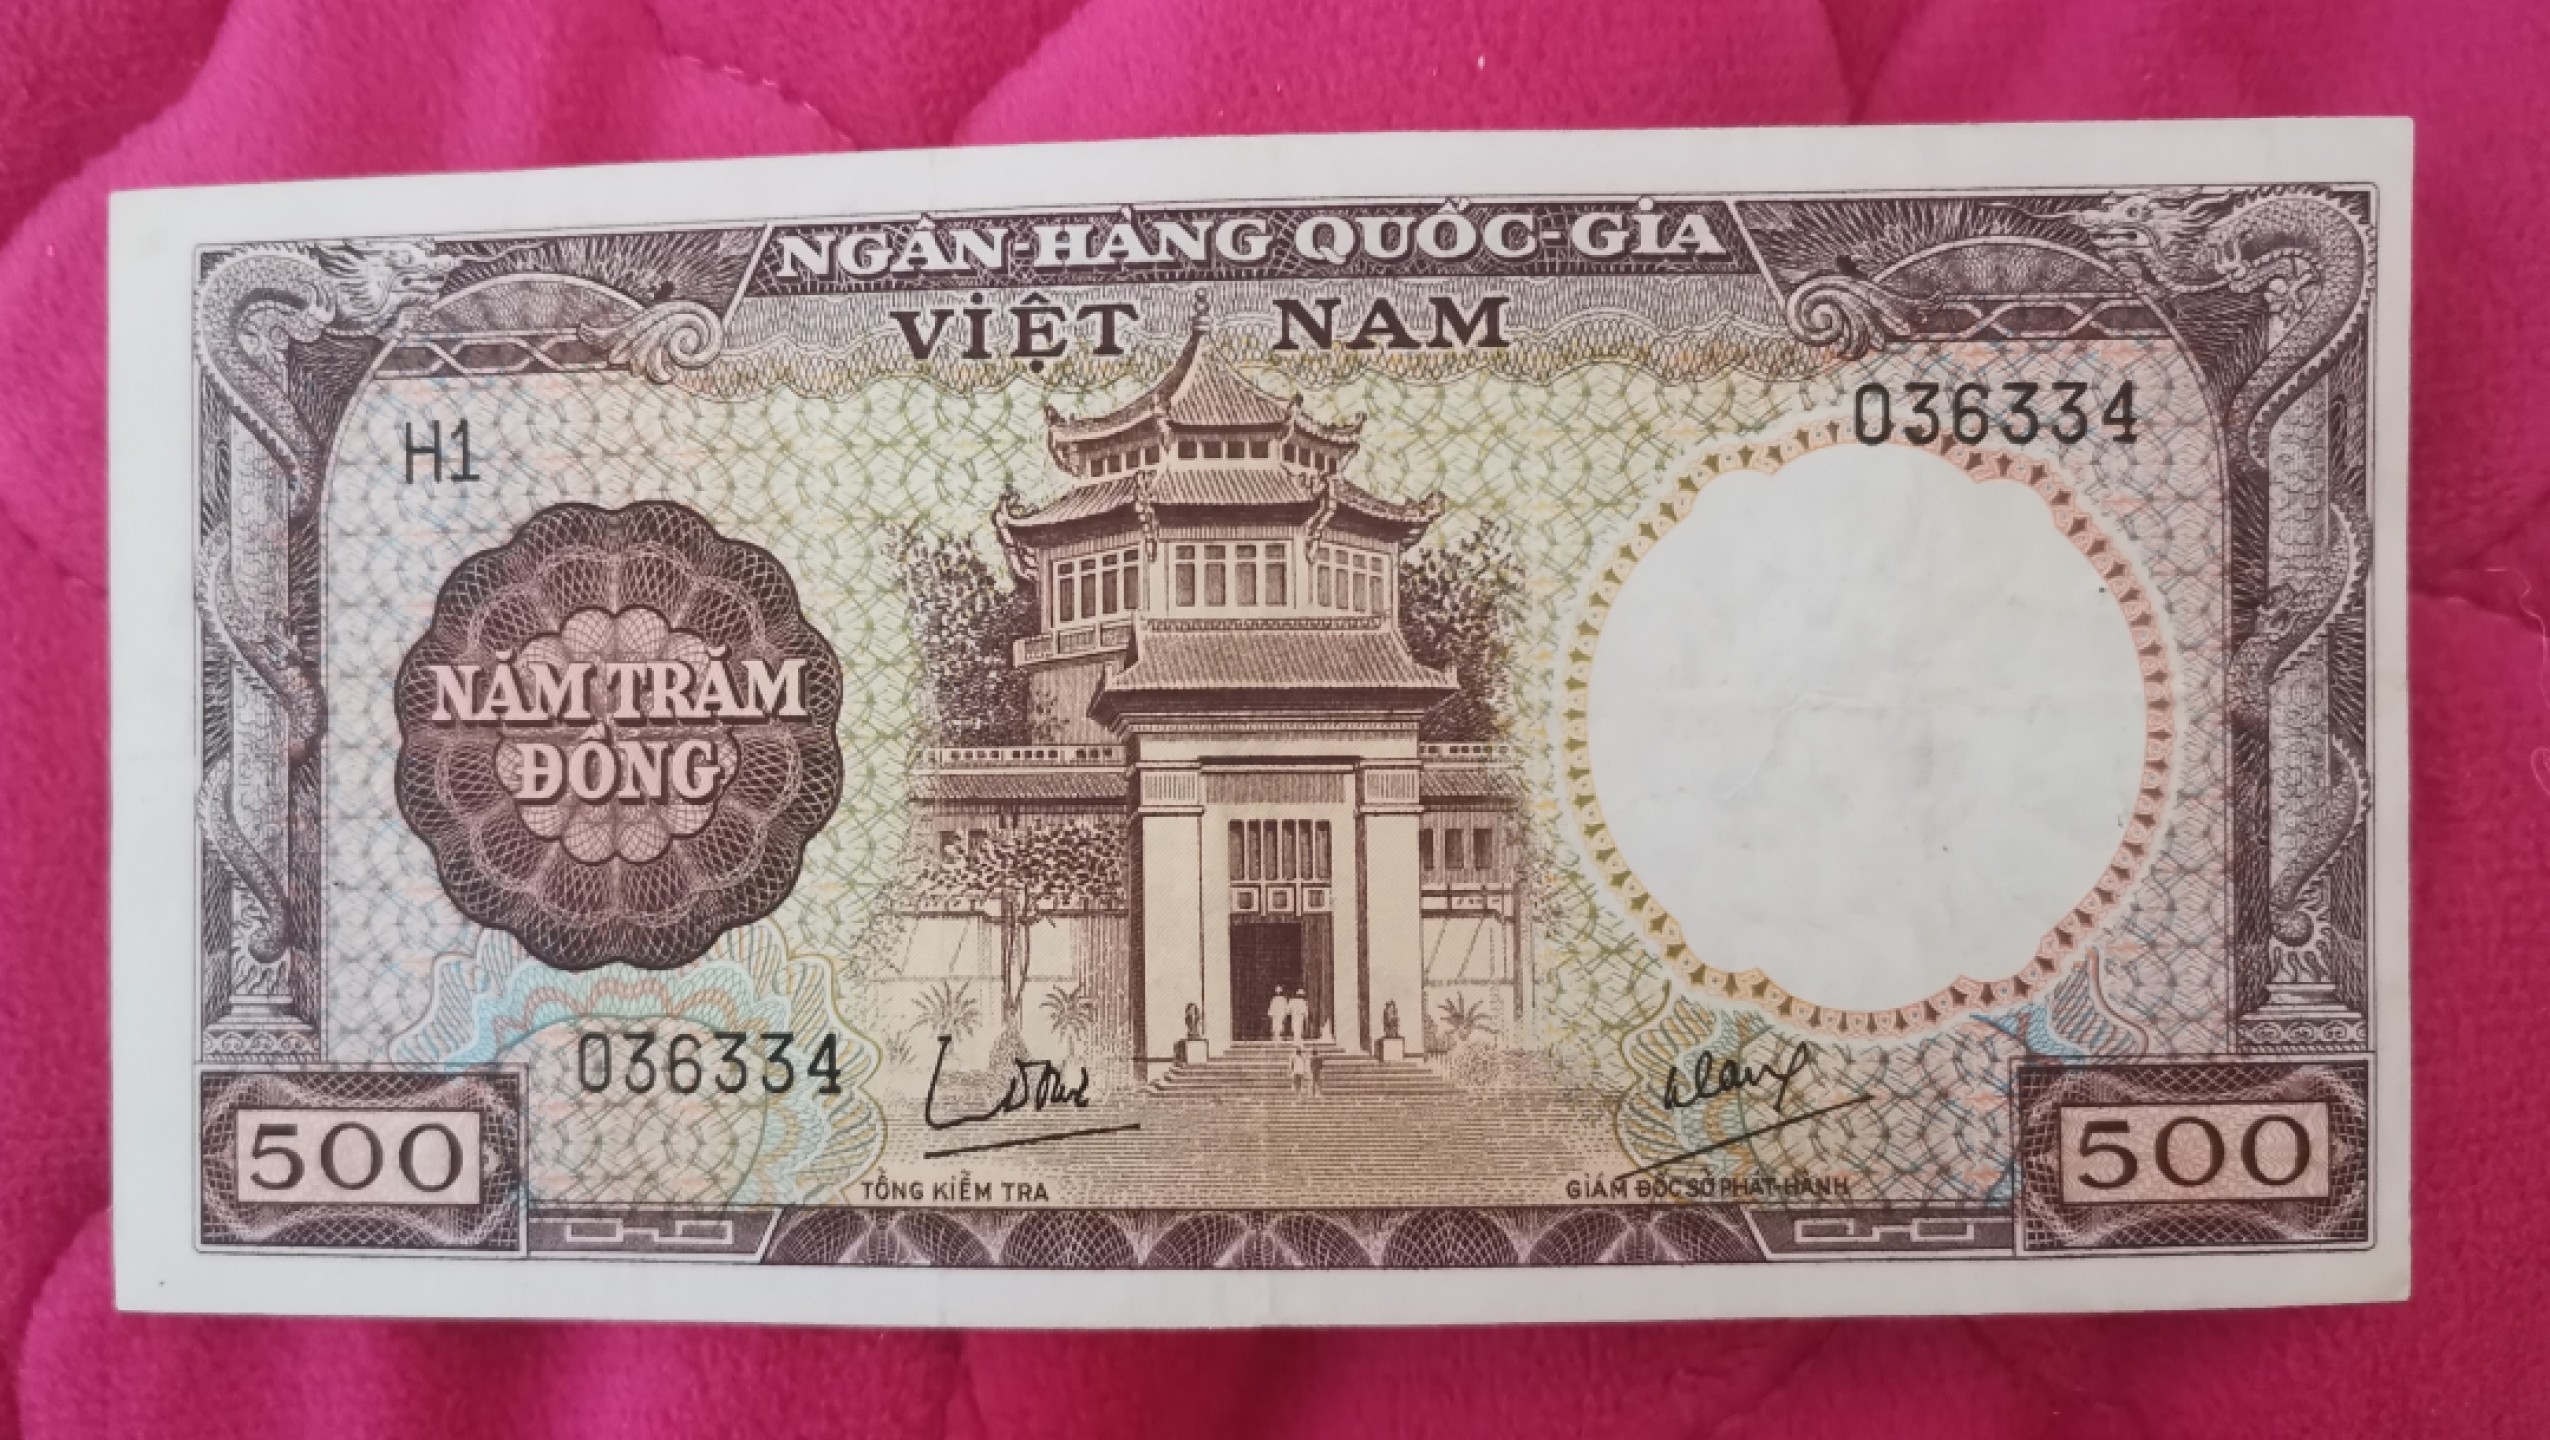 NGÂN-HÀNG QUỐC-GIA
VIỆT NAM
H1
036334
NĂM TRĂM
ĐỒNG
036334
500
TỔNG KIỂM TRA
GIÁM ĐỐC SỞ PHÁT-HÀNH
500